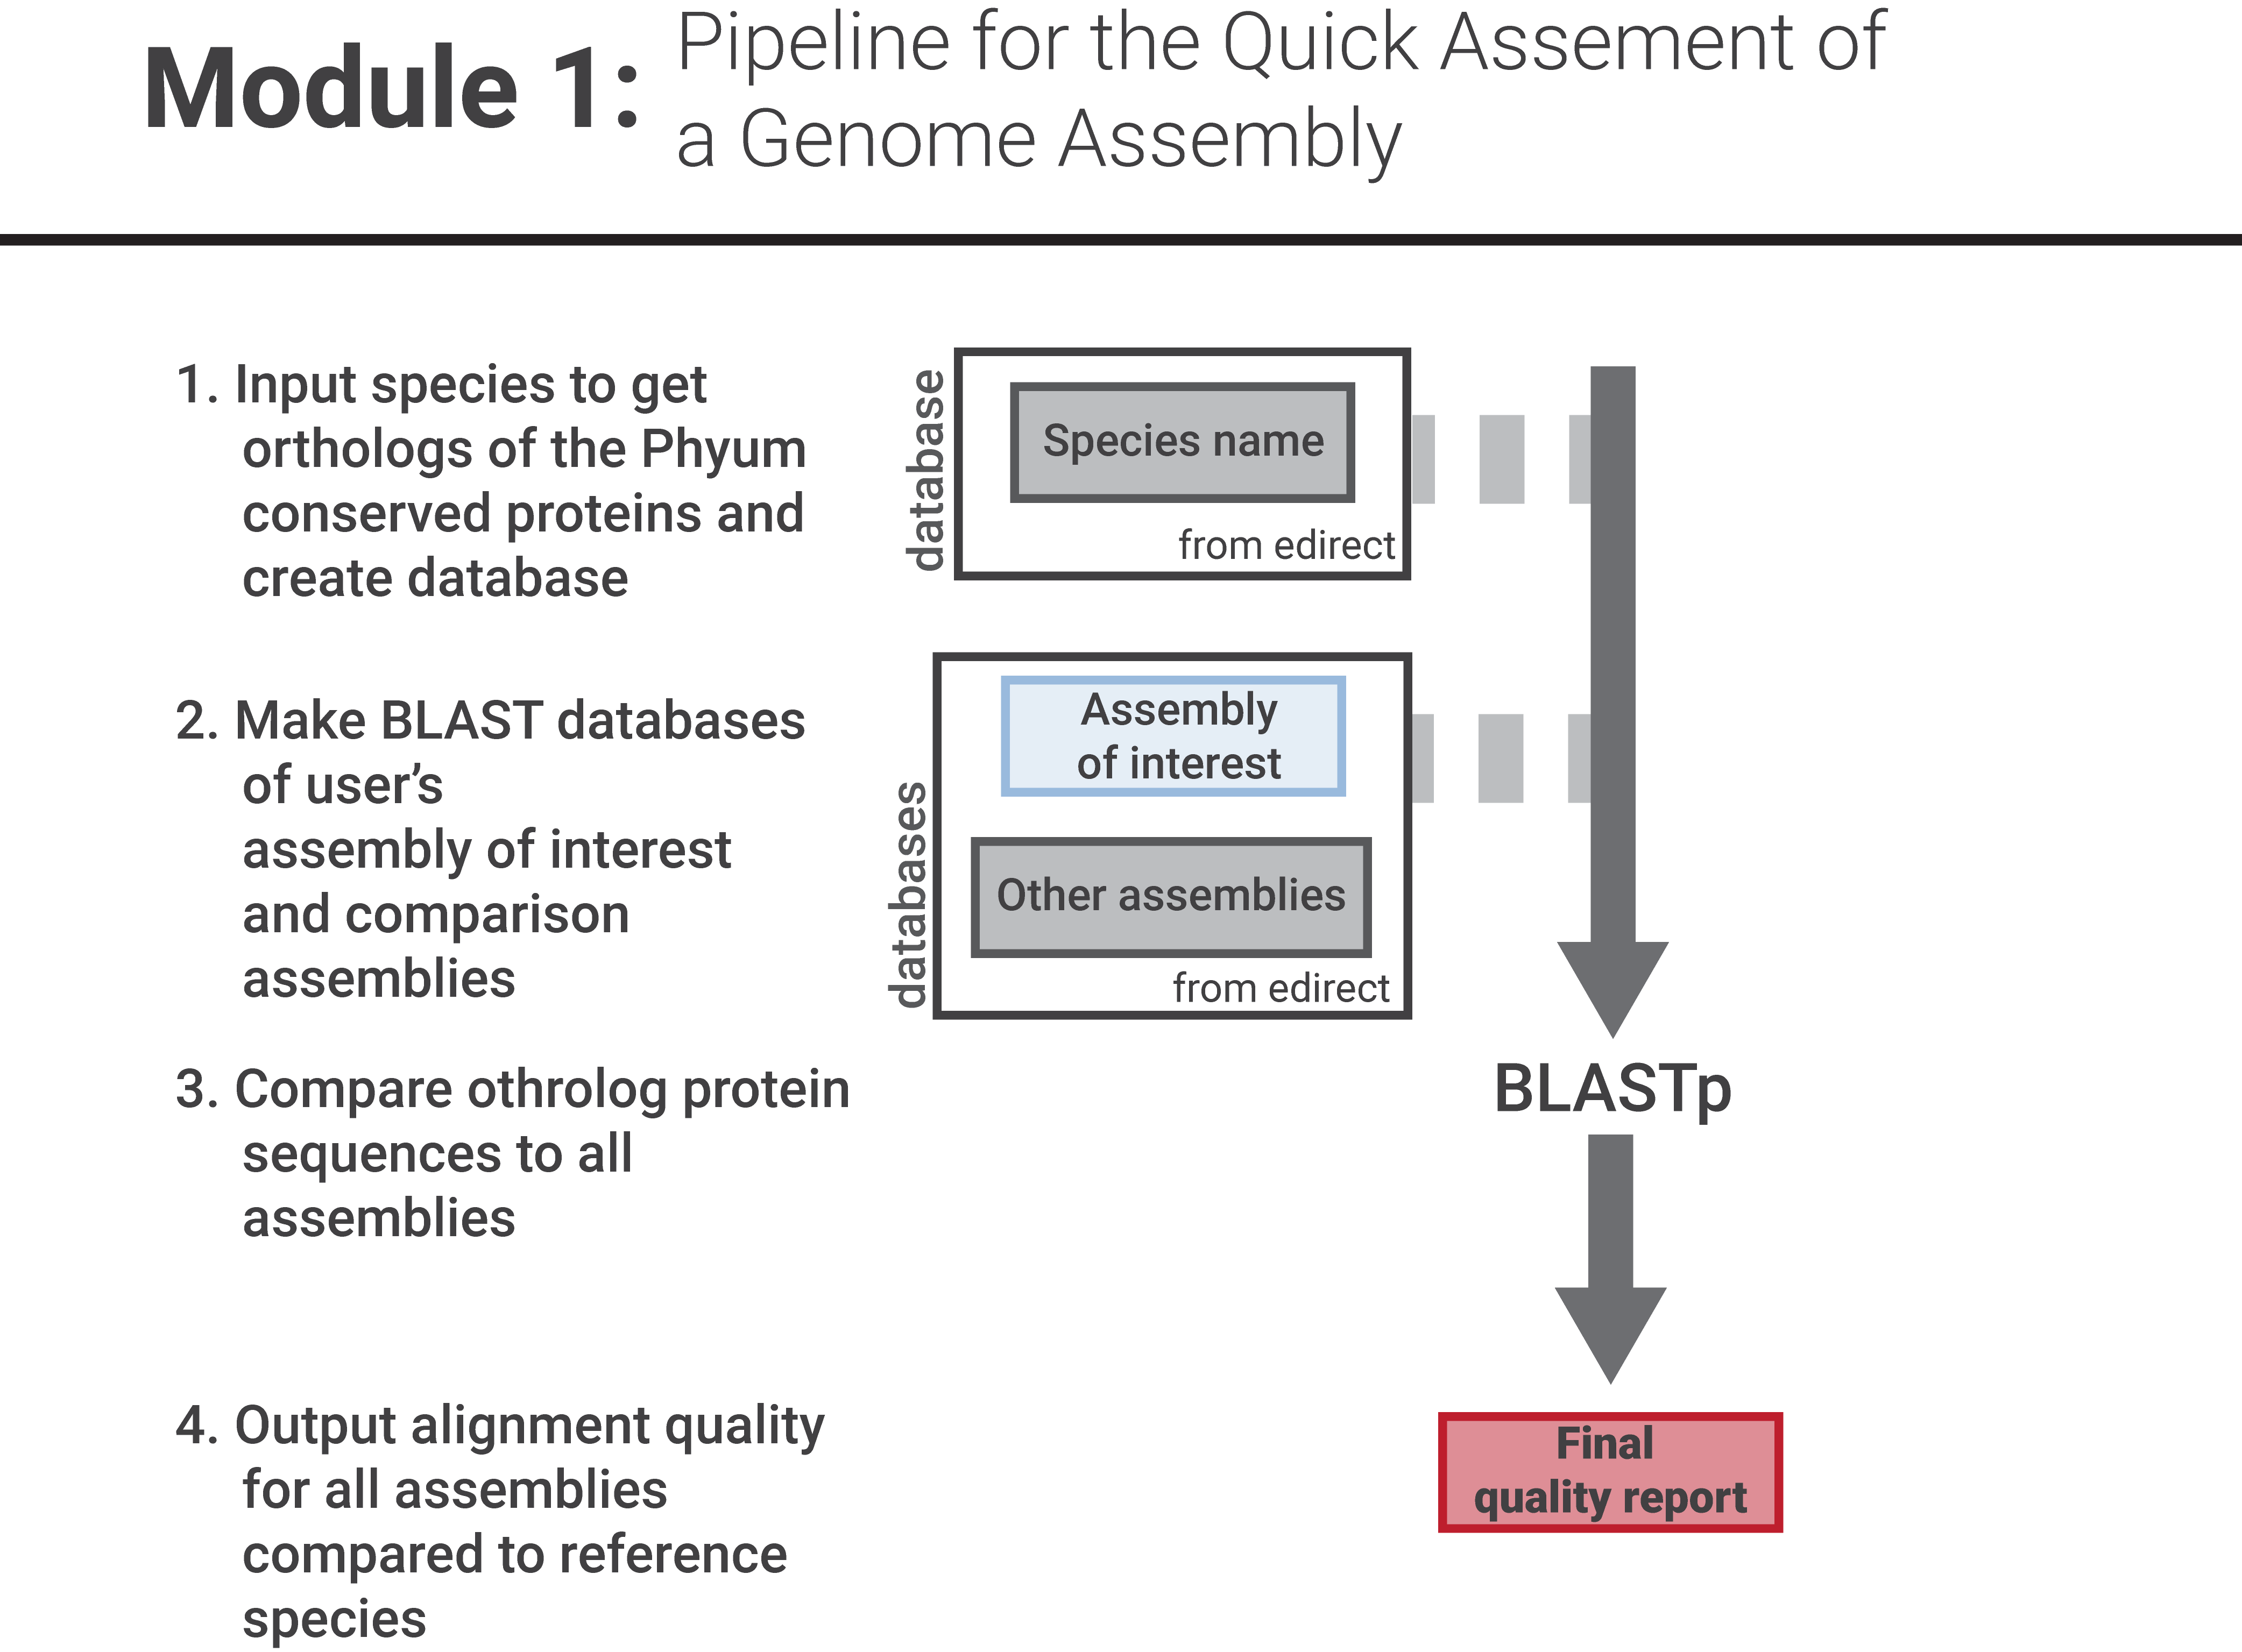 Module 1:
Pipeline for the Quick Assement of
a Genome Assembly
1. Input species to get
orthologs of the Phyum
conserved proteins and
create database
database
Species name
from edirect
2. Make BLAST databases
of user’s
assembly of interest
and comparison
assemblies
databases
Assembly
of interest
Other assemblies
from edirect
3. Compare othrolog protein
sequences to all
assemblies
BLASTp
4. Output alignment quality
for all assemblies
compared to reference
species
Final
quality report